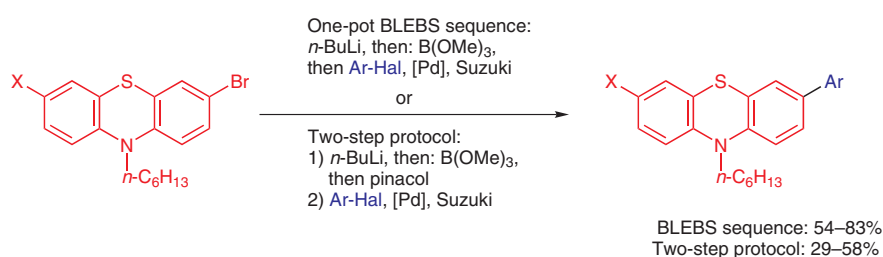 One-pot BLEBS sequence:
n-BuLi, then: B(OMe)₃,
then Ar-Hal, [Pd], Suzuki
or
Two-step protocol:
1) n-BuLi, then: B(OMe)₃,
then pinacol
2) Ar-Hal, [Pd], Suzuki
X
S
Br
N
n-C₆H₁₃
X
S
Ar
N
n-C₆H₁₃
BLEBS sequence: 54–83%
Two-step protocol: 29–58%